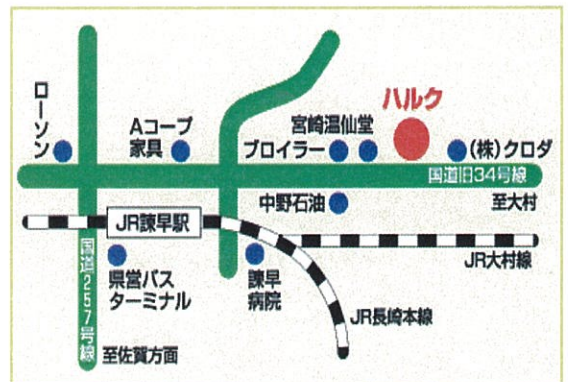 ローソン
Aコープ
家具
宮崎温仙堂
ブロイラー
ハルク
(株)クロダ
国道旧34号線
中野石油
至大村
JR諫早駅
JR大村線
国道257号線
県営バス
ターミナル
諫早
病院
JR長崎本線
至佐賀方面